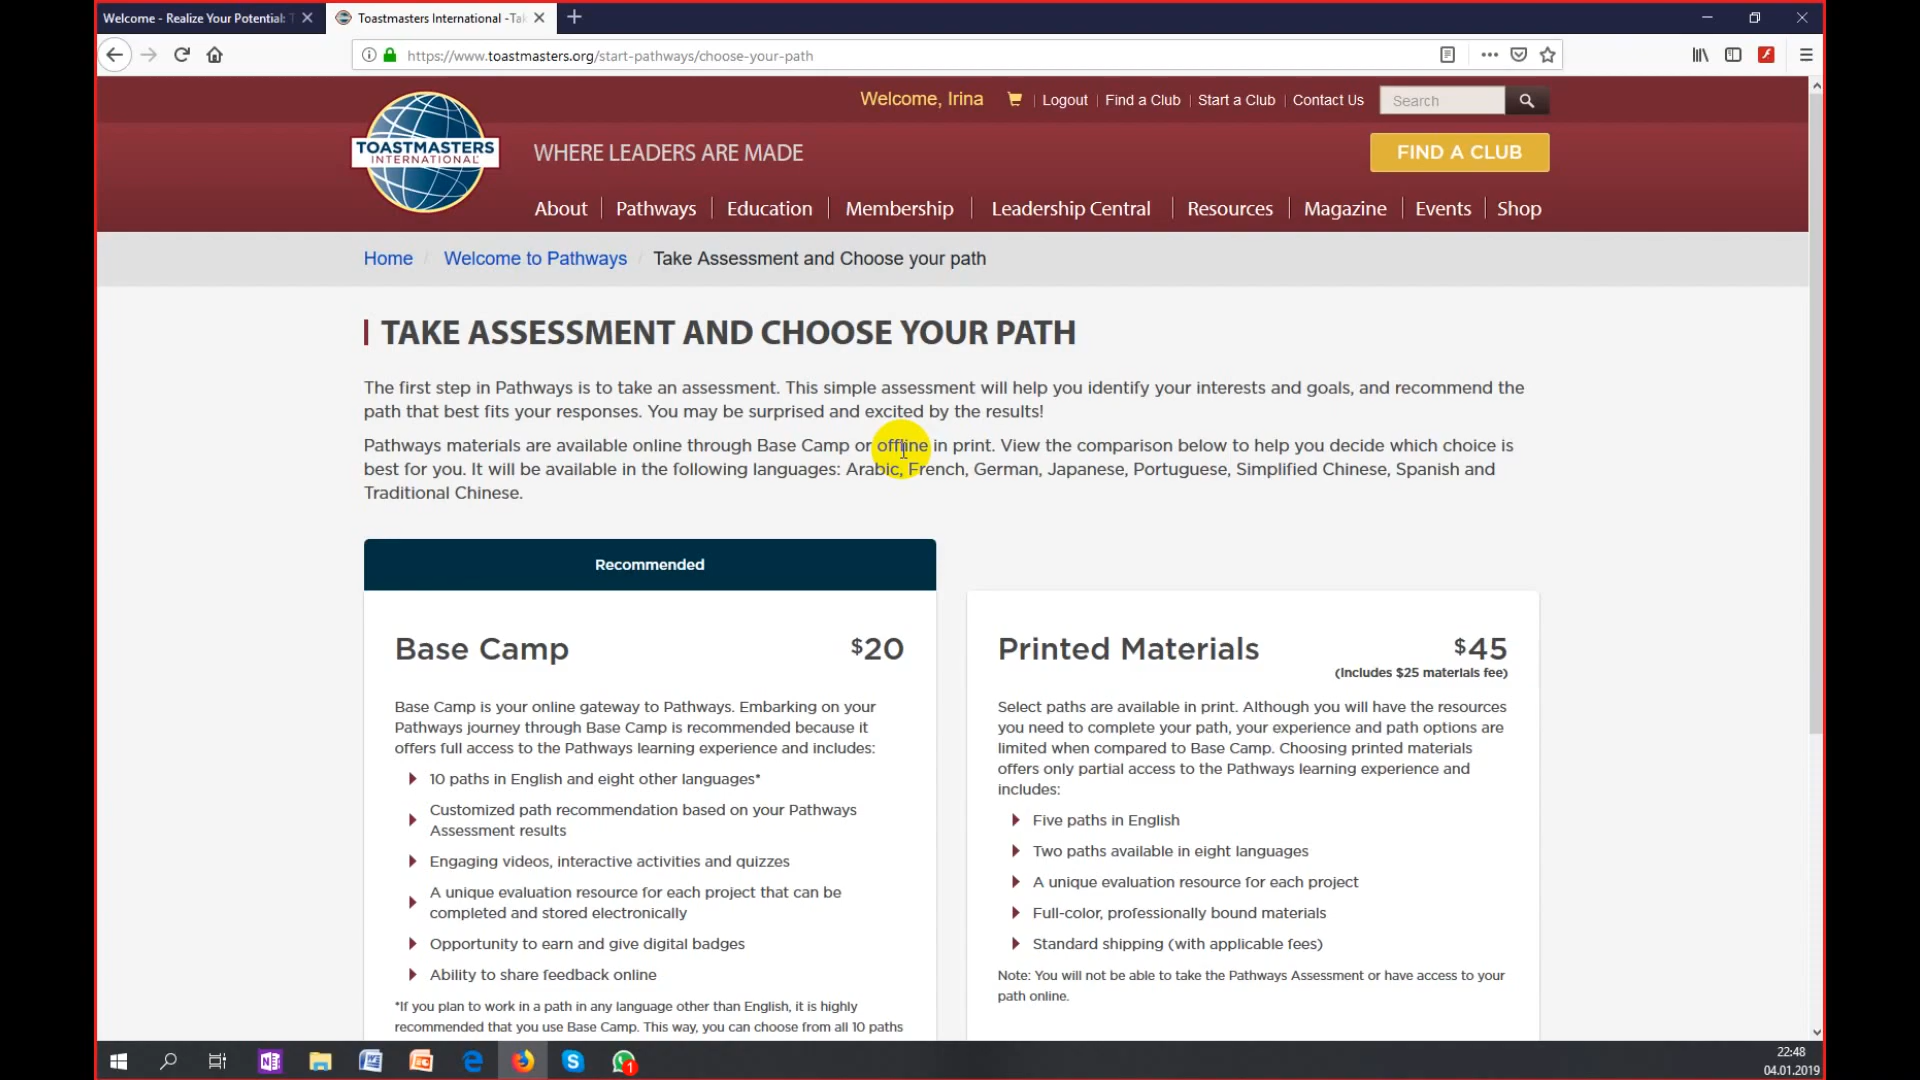 Welcome - Realize Your Potential: T
Toastmasters International -Tak
https://www.toastmasters.org/start-pathways/choose-your-path
Welcome, Irina
Logout
Find a Club
Start a Club
Contact Us
Search
TOASTMASTERS
INTERNATIONAL
WHERE LEADERS ARE MADE
FIND A CLUB
About
Pathways
Education
Membership
Leadership Central
Resources
Magazine
Events
Shop
Home / Welcome to Pathways / Take Assessment and Choose your path
TAKE ASSESSMENT AND CHOOSE YOUR PATH
The first step in Pathways is to take an assessment. This simple assessment will help you identify your interests and goals, and recommend the
path that best fits your responses. You may be surprised and excited by the results!
Pathways materials are available online through Base Camp or offline in print. View the comparison below to help you decide which choice is
best for you. It will be available in the following languages: Arabic, French, German, Japanese, Portuguese, Simplified Chinese, Spanish and
Traditional Chinese.
Recommended
Base Camp
$20
Base Camp is your online gateway to Pathways. Embarking on your
Pathways journey through Base Camp is recommended because it
offers full access to the Pathways learning experience and includes:
10 paths in English and eight other languages*
Customized path recommendation based on your Pathways
Assessment results
Engaging videos, interactive activities and quizzes
A unique evaluation resource for each project that can be
completed and stored electronically
Opportunity to earn and give digital badges
Ability to share feedback online
*If you plan to work in a path in any language other than English, it is highly
recommended that you use Base Camp. This way, you can choose from all 10 paths
Printed Materials
$45
(Includes $25 materials fee)
Select paths are available in print. Although you will have the resources
you need to complete your path, your experience and path options are
limited when compared to Base Camp. Choosing printed materials
offers only partial access to the Pathways learning experience and
includes:
Five paths in English
Two paths available in eight languages
A unique evaluation resource for each project
Full-color, professionally bound materials
Standard shipping (with applicable fees)
Note: You will not be able to take the Pathways Assessment or have access to your
path online.
1
22:48
04.01.2019